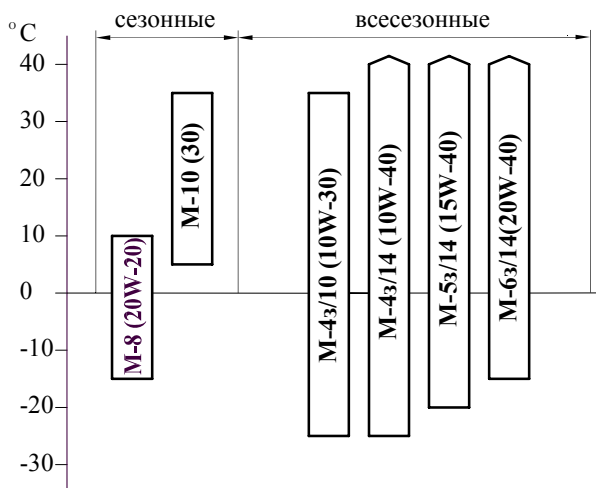 сезонные
всесезонные
°C
40
30
20
10
0
-10
-20
-30
М-8 (20W-20)
М-10 (30)
М-4з/10 (10W-30)
М-4з/14 (10W-40)
М-5з/14 (15W-40)
М-6з/14(20W-40)